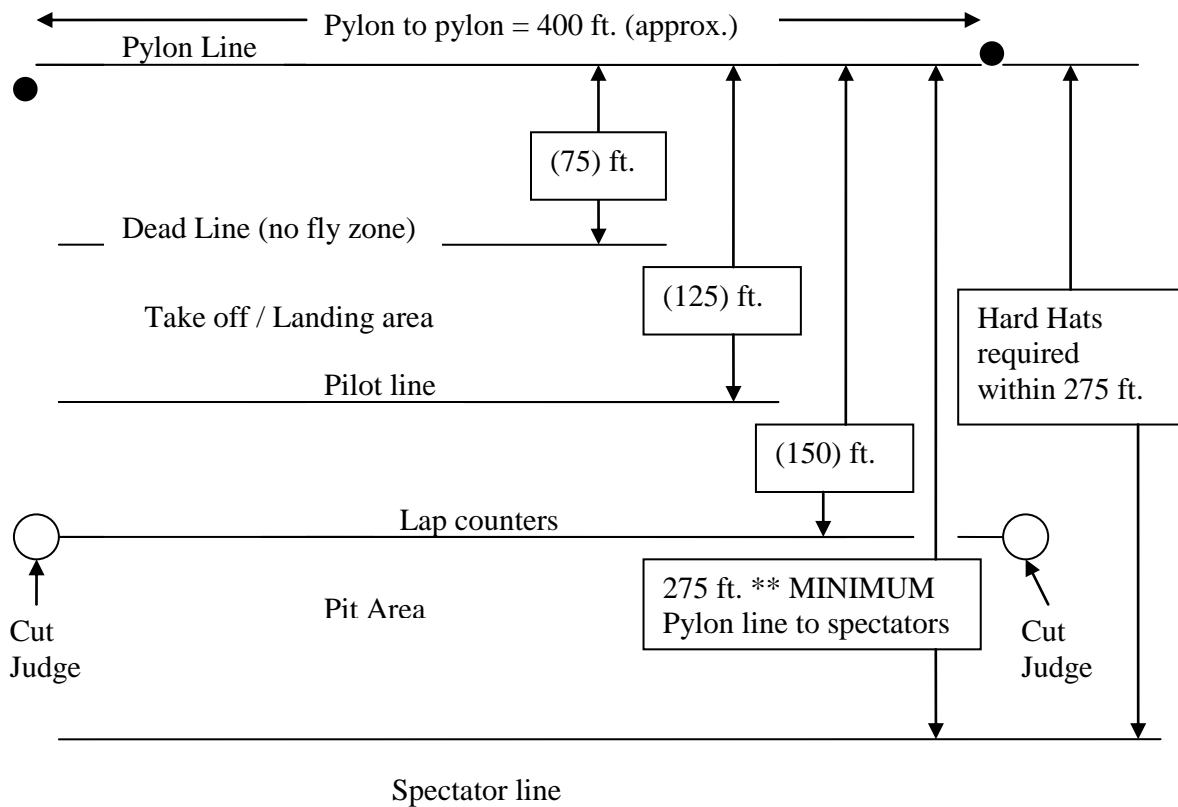 Pylon to pylon = 400 ft. (approx.)
Pylon Line
(75) ft.
Dead Line (no fly zone)
(125) ft.
Take off / Landing area
Hard Hats
required
within 275 ft.
Pilot line
(150) ft.
Lap counters
275 ft. ** MINIMUM
Pylon line to spectators
Pit Area
Cut
Judge
Cut
Judge
Spectator line